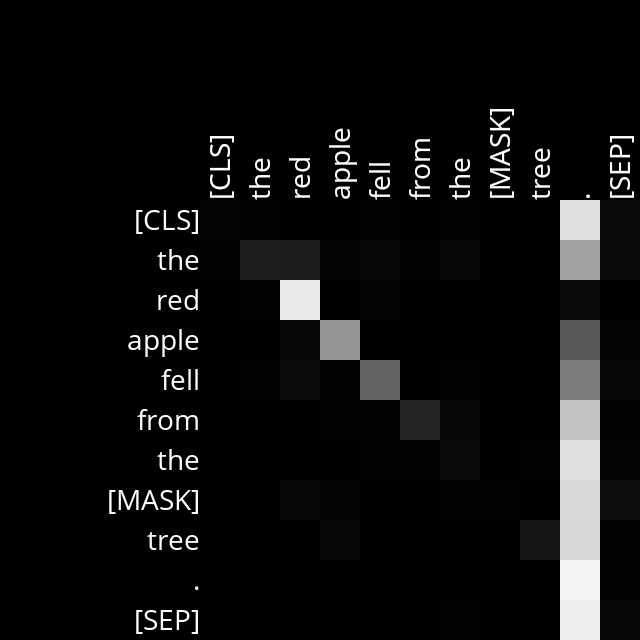 [CLS] the red apple fell from the [MASK] tree . [SEP]
[CLS]
the
red
apple
fell
from
the
[MASK]
tree
.
[SEP]